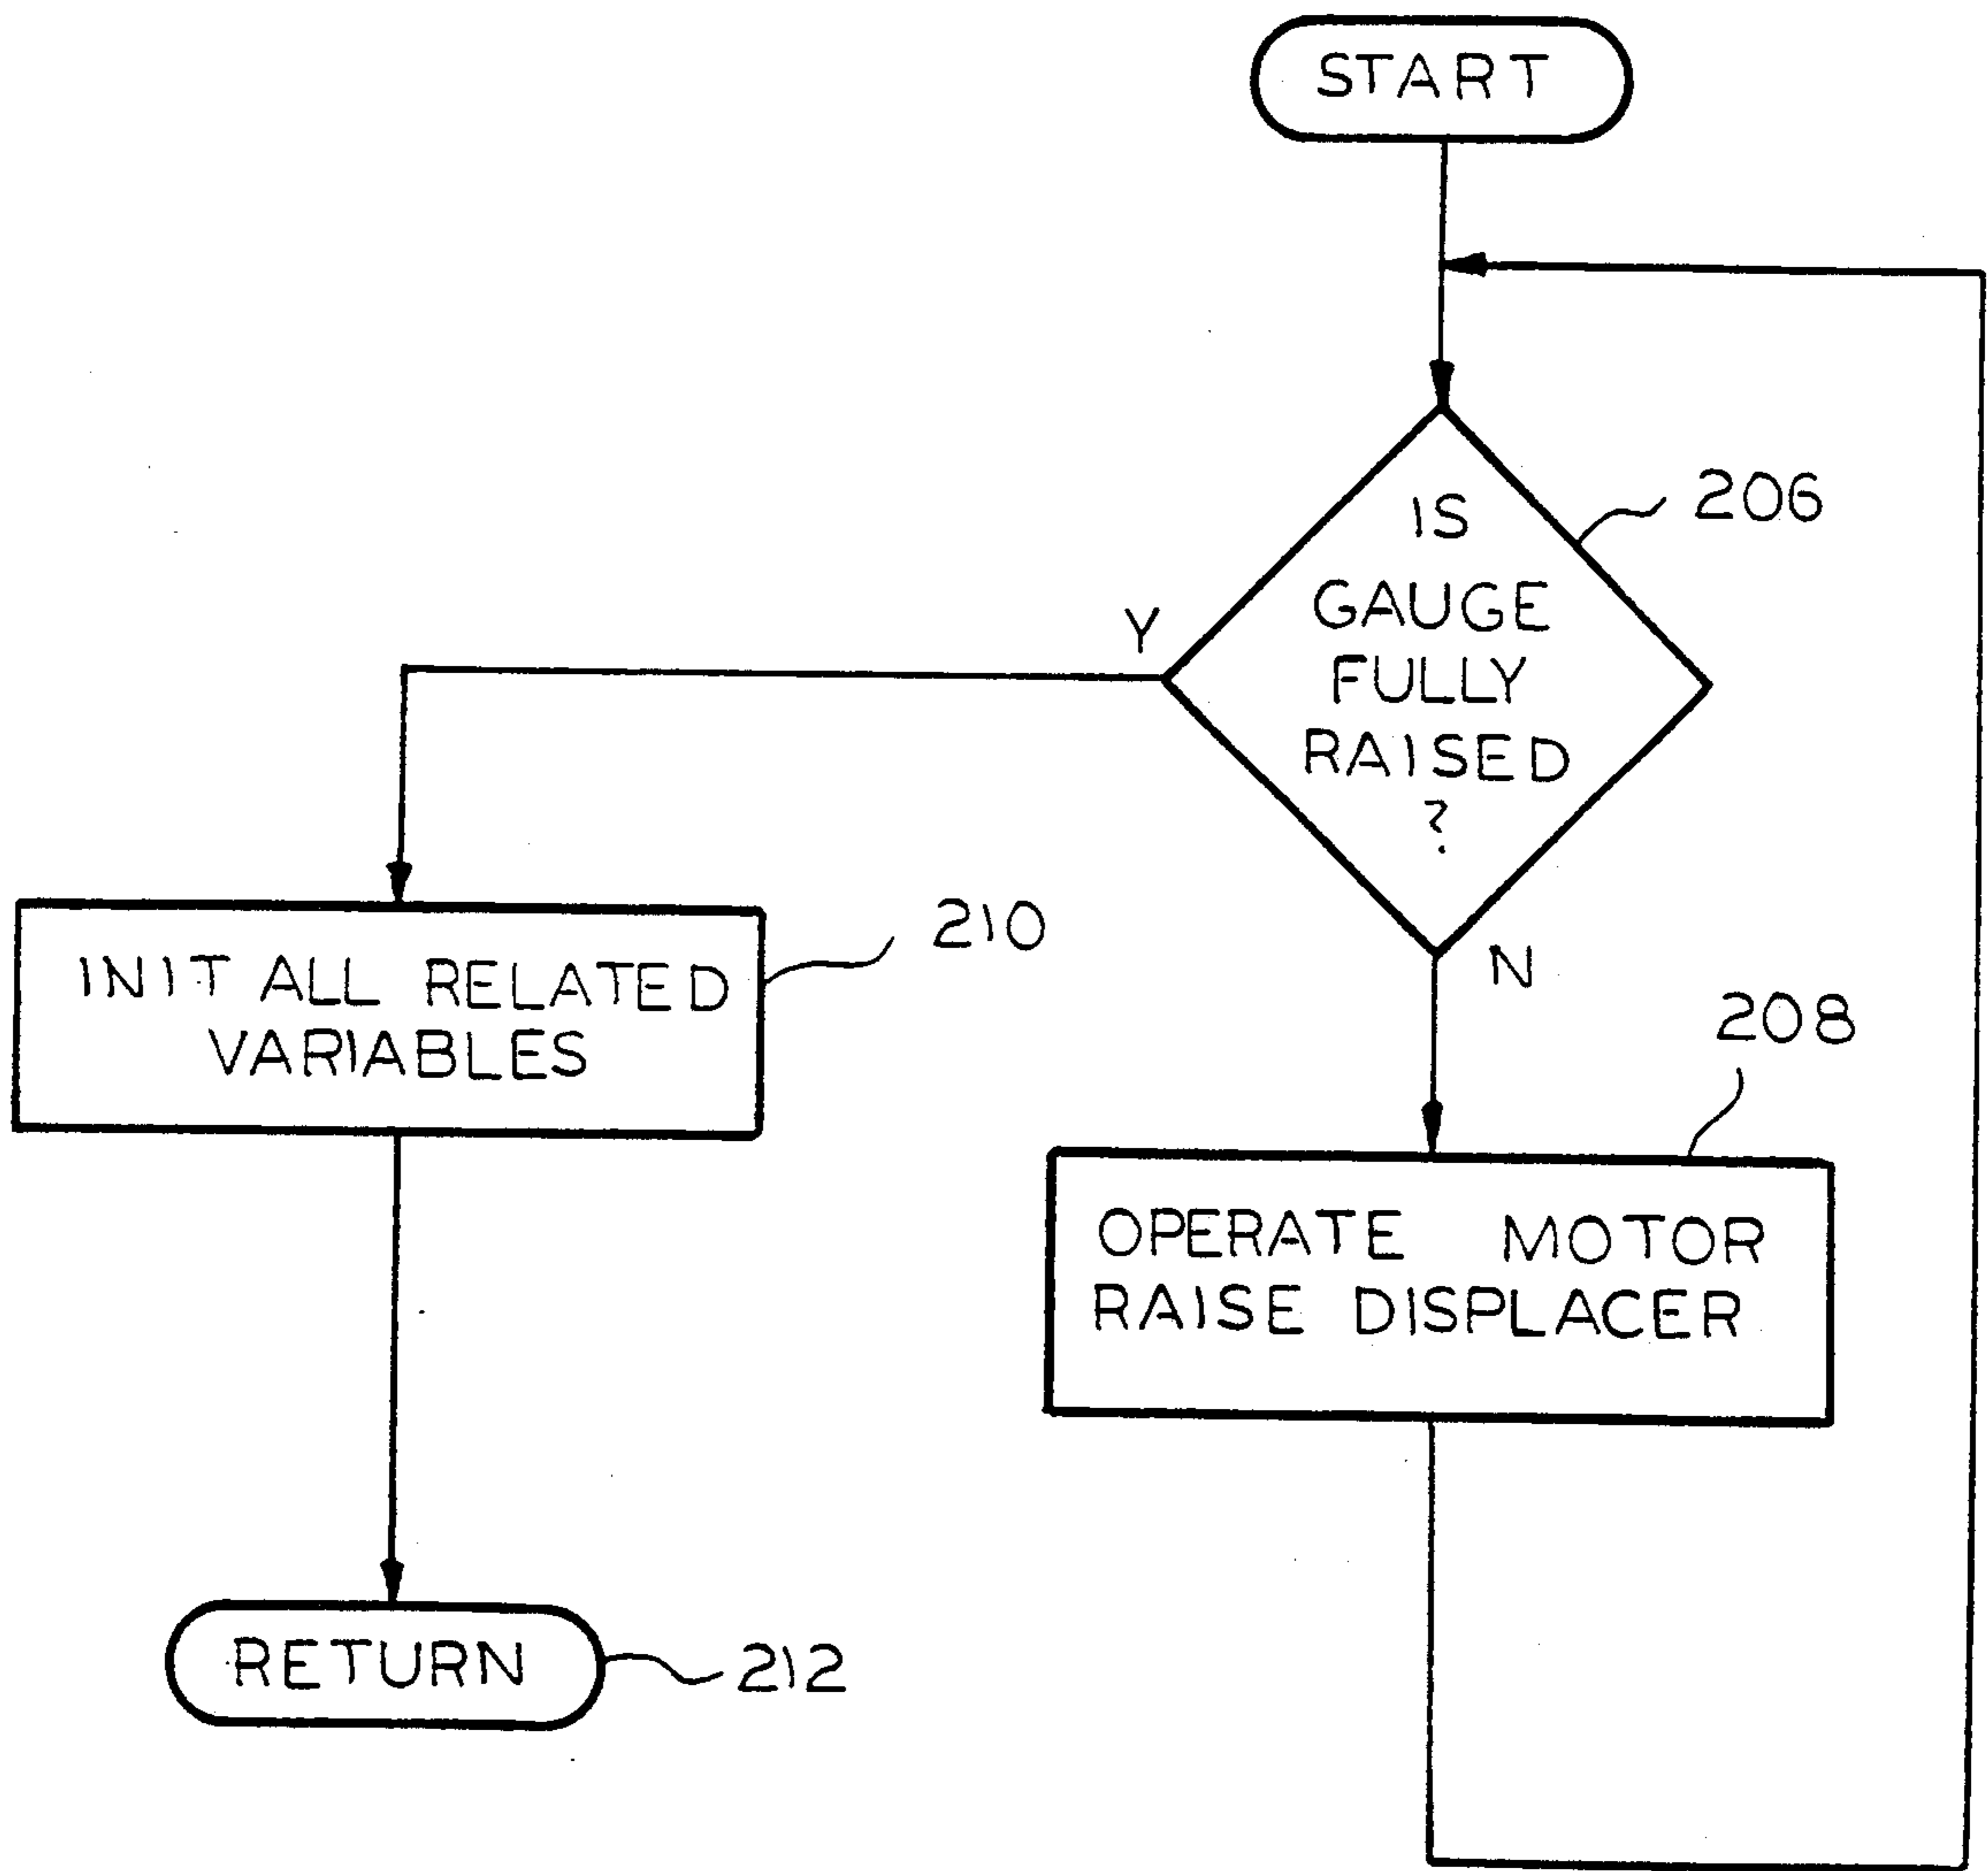 START
IS
GAUGE
FULLY
RAISED
?
206
Y
N
210
INIT ALL RELATED
VARIABLES
208
OPERATE MOTOR
RAISE DISPLACER
RETURN
212